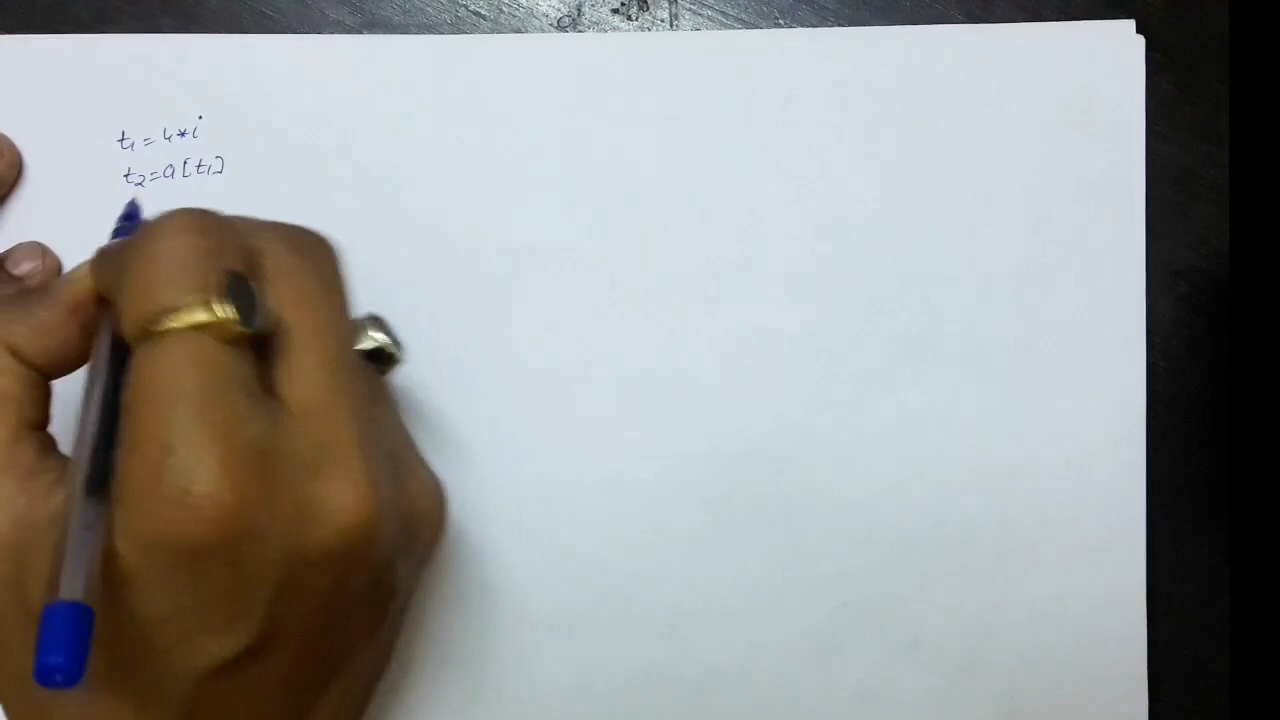 t₁ = 4*i
t₂ = a[t₁]